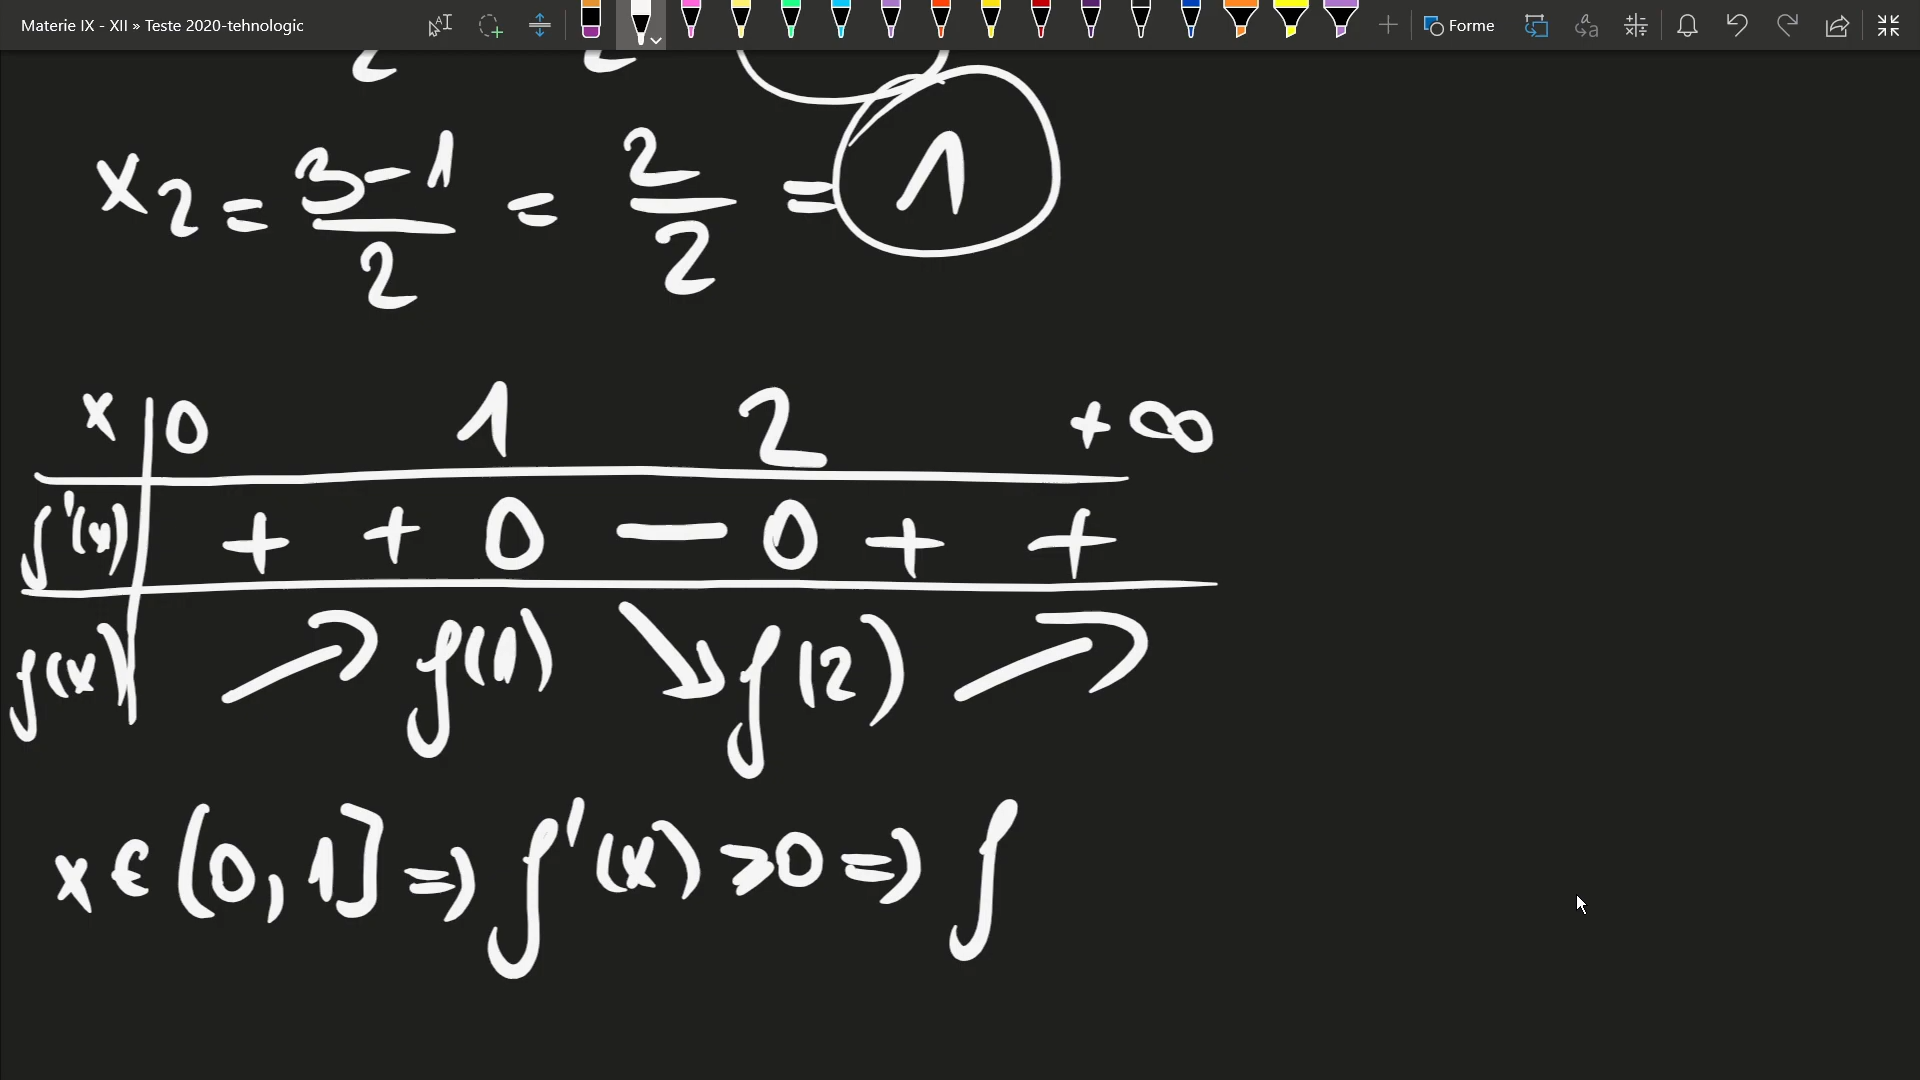 Materie IX - XII » Teste 2020-tehnologic
Forme
x2 = 3-1/2 = 2/2 = 1
x | 0 1 2 +∞
f'(x) | + + 0 — 0 + +
f(x) | ↗ f(1) ↘ f(2) ↗
x ∈ (0, 1] => f'(x) ≥ 0 => f